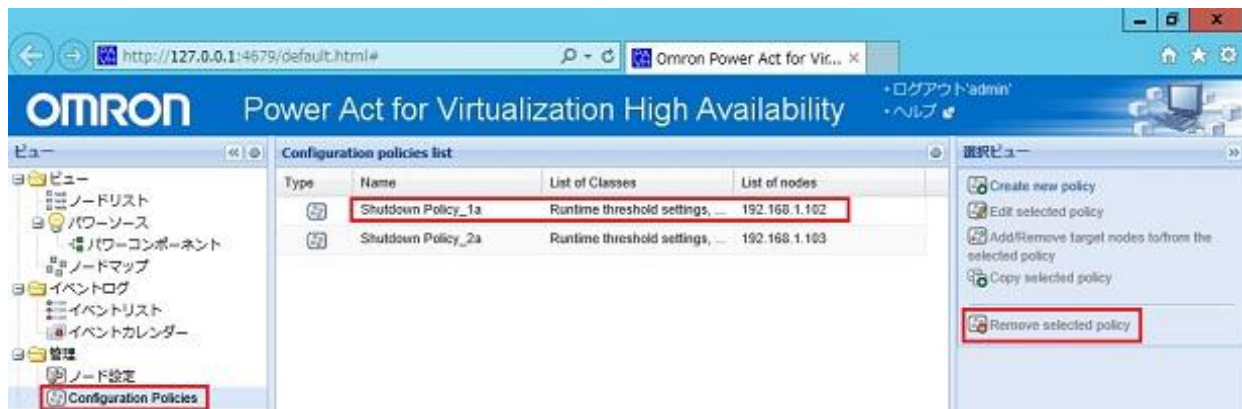 http://127.0.0.1:4679/default.html#
Omron Power Act for Vir...
OMRON
Power Act for Virtualization High Availability
・ログアウト'admin'
・ヘルプ
ビュー
Configuration policies list
選択ビュー
ビュー
ノードリスト
パワーソース
パワーコンポーネント
ノードマップ
イベントログ
イベントリスト
イベントカレンダー
管理
ノード設定
Configuration Policies
Type Name List of Classes List of nodes
Shutdown Policy_1a Runtime threshold settings, ... 192.168.1.102
Shutdown Policy_2a Runtime threshold settings, ... 192.168.1.103
Create new policy
Edit selected policy
Add/Remove target nodes to/from the
selected policy
Copy selected policy
Remove selected policy